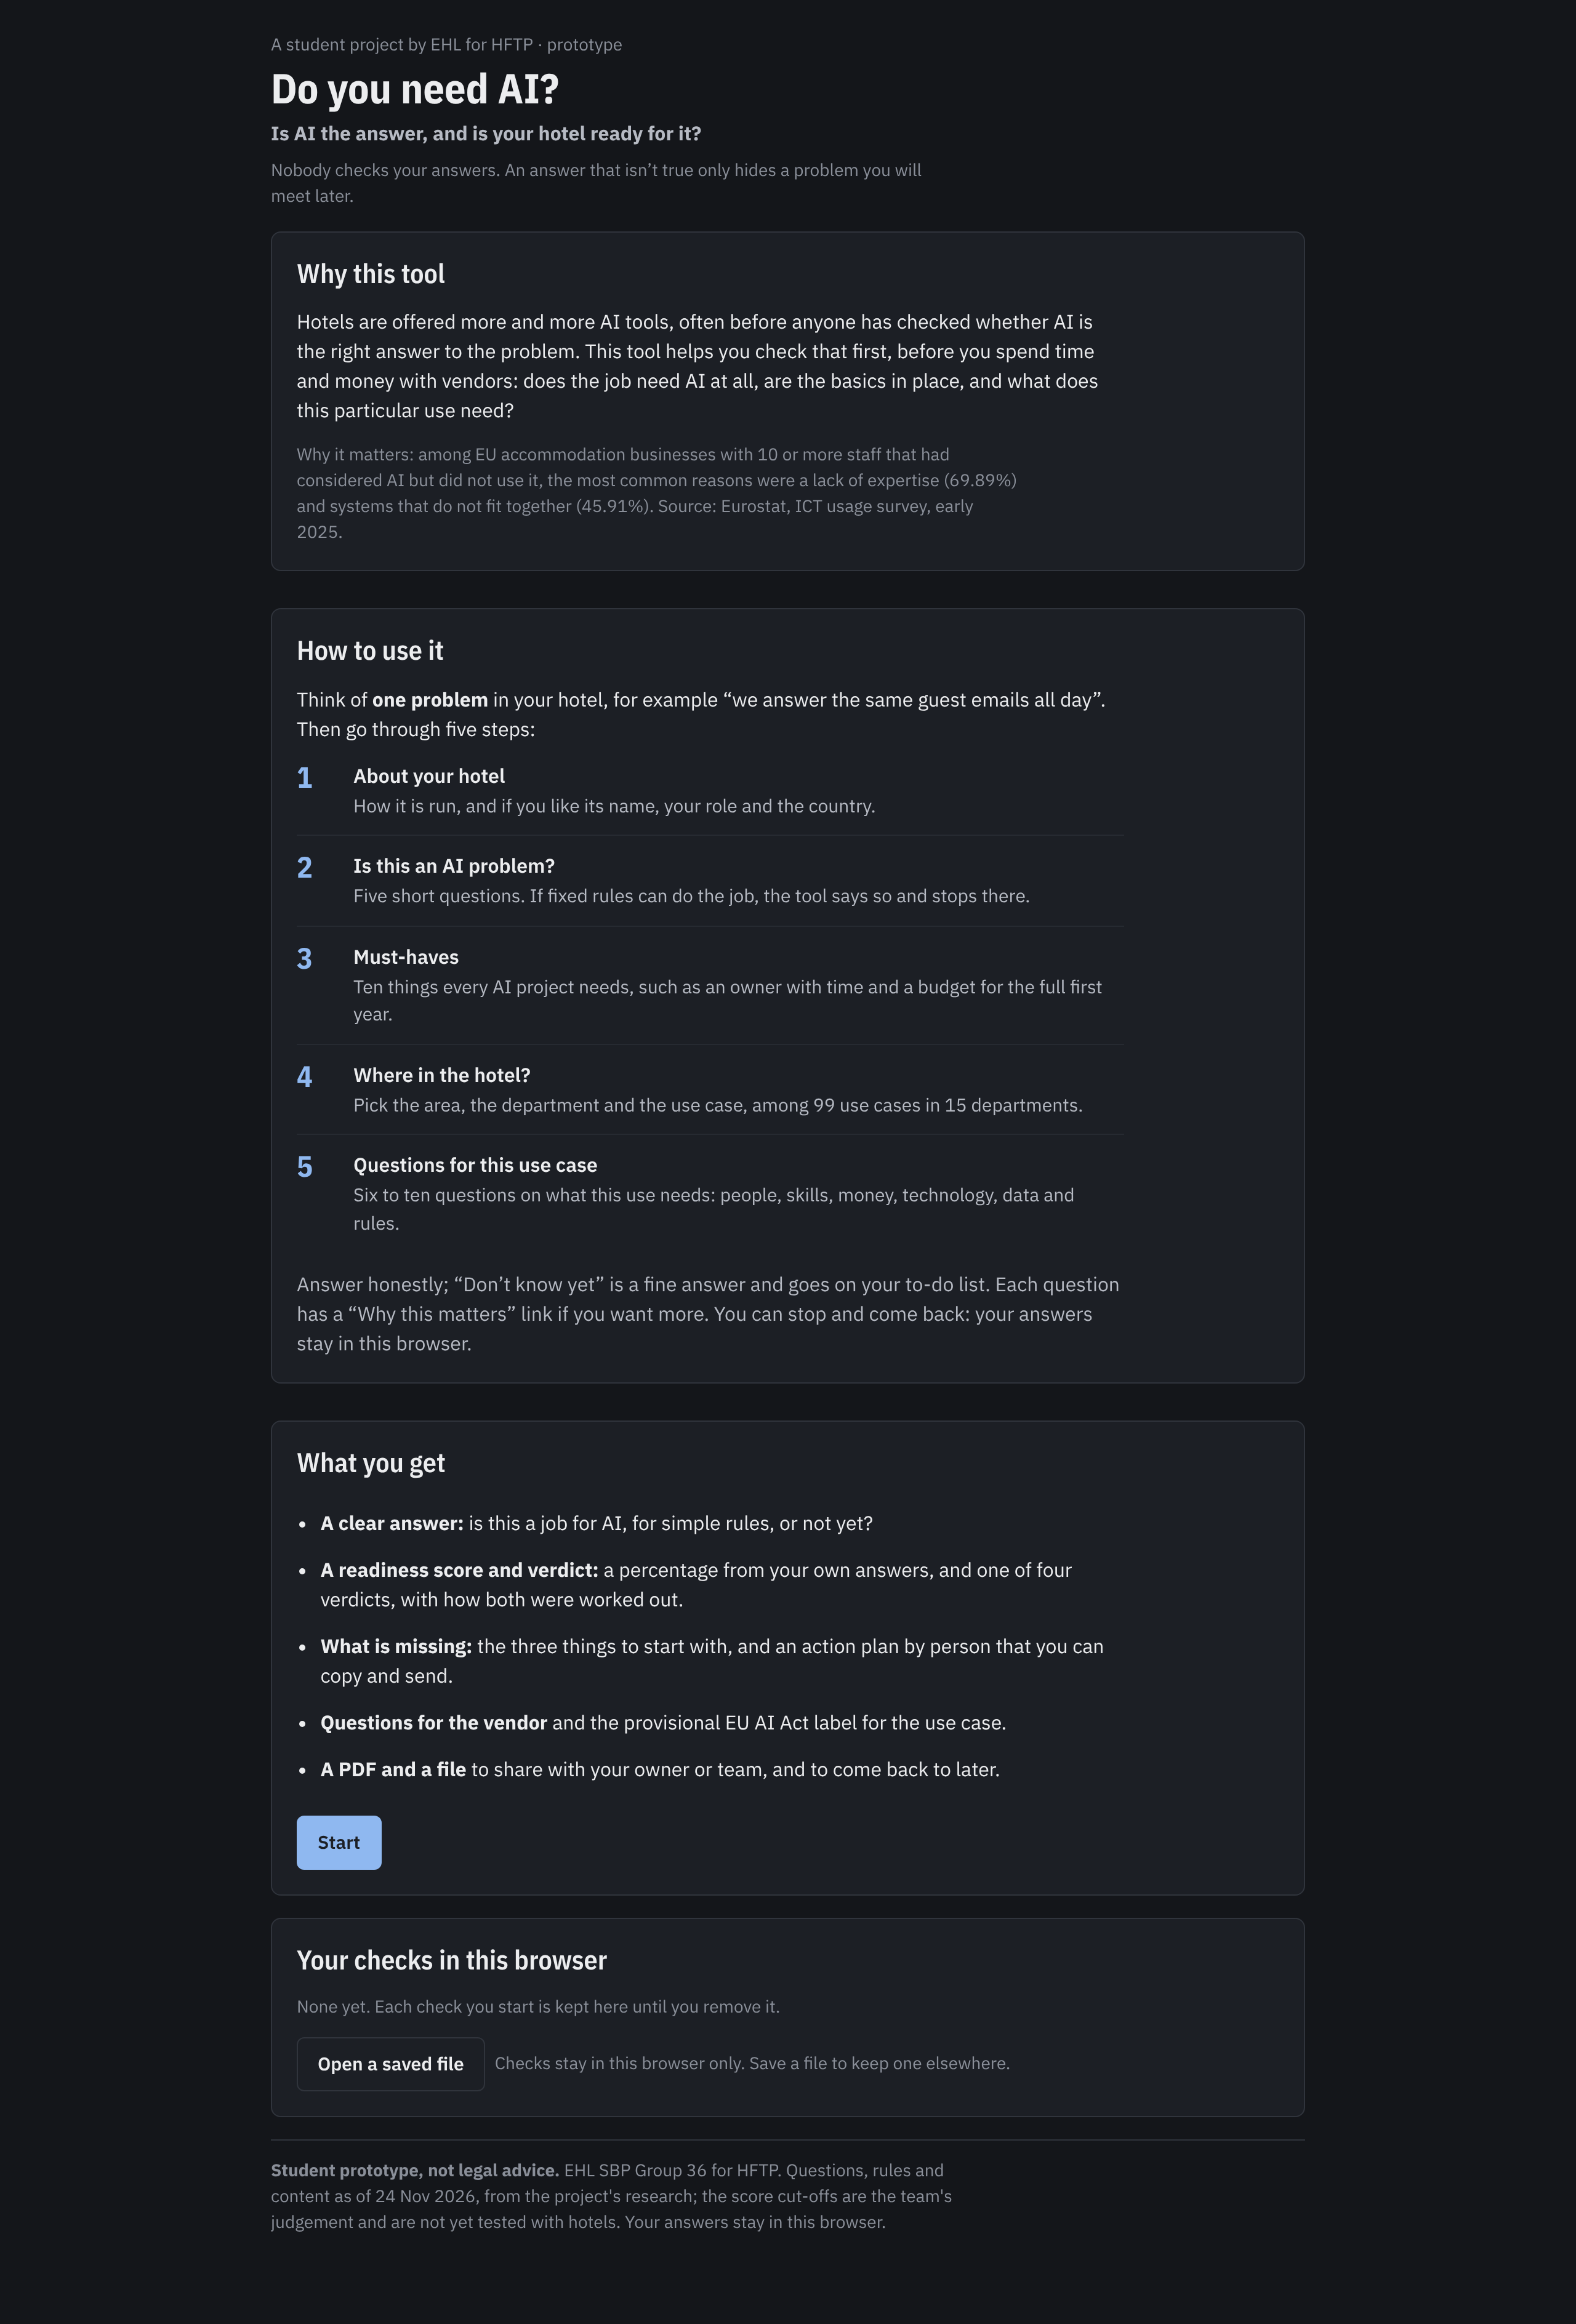 A student project by EHL for HFTP · prototype
Do you need AI?
Is AI the answer, and is your hotel ready for it?
Nobody checks your answers. An answer that isn’t true only hides a problem you will
meet later.
Why this tool
Hotels are offered more and more AI tools, often before anyone has checked whether AI is
the right answer to the problem. This tool helps you check that first, before you spend time
and money with vendors: does the job need AI at all, are the basics in place, and what does
this particular use need?
Why it matters: among EU accommodation businesses with 10 or more staff that had
considered AI but did not use it, the most common reasons were a lack of expertise (69.89%)
and systems that do not fit together (45.91%). Source: Eurostat, ICT usage survey, early
2025.
How to use it
Think of one problem in your hotel, for example “we answer the same guest emails all day”.
Then go through five steps:
1 About your hotel
How it is run, and if you like its name, your role and the country.
2 Is this an AI problem?
Five short questions. If fixed rules can do the job, the tool says so and stops there.
3 Must-haves
Ten things every AI project needs, such as an owner with time and a budget for the full first
year.
4 Where in the hotel?
Pick the area, the department and the use case, among 99 use cases in 15 departments.
5 Questions for this use case
Six to ten questions on what this use needs: people, skills, money, technology, data and
rules.
Answer honestly; “Don’t know yet” is a fine answer and goes on your to-do list. Each question
has a “Why this matters” link if you want more. You can stop and come back: your answers
stay in this browser.
What you get
• A clear answer: is this a job for AI, for simple rules, or not yet?
• A readiness score and verdict: a percentage from your own answers, and one of four
verdicts, with how both were worked out.
• What is missing: the three things to start with, and an action plan by person that you can
copy and send.
• Questions for the vendor and the provisional EU AI Act label for the use case.
• A PDF and a file to share with your owner or team, and to come back to later.
Start
Your checks in this browser
None yet. Each check you start is kept here until you remove it.
Open a saved file Checks stay in this browser only. Save a file to keep one elsewhere.
Student prototype, not legal advice. EHL SBP Group 36 for HFTP. Questions, rules and
content as of 24 Nov 2026, from the project's research; the score cut-offs are the team's
judgement and are not yet tested with hotels. Your answers stay in this browser.